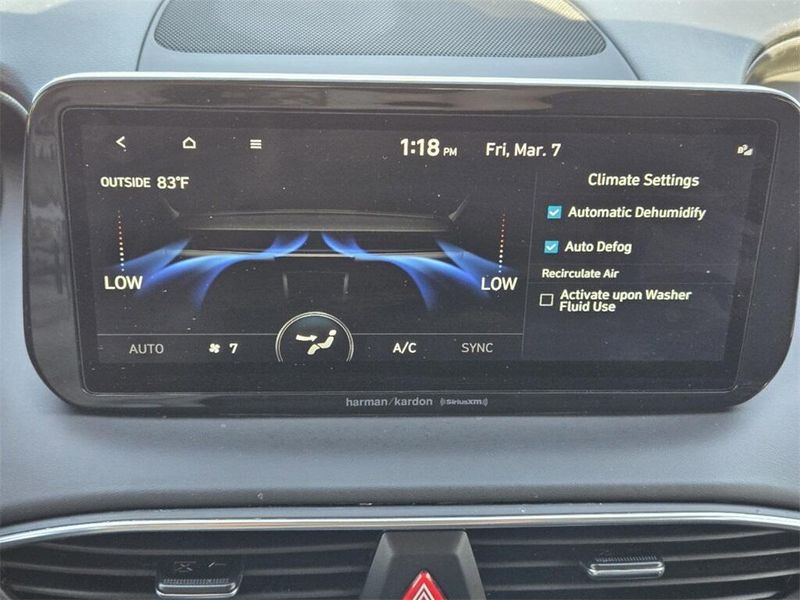 1:18 PM Fri, Mar. 7
OUTSIDE 83°F
LOW
LOW
AUTO 7 A/C SYNC
Climate Settings
Automatic Dehumidify
Auto Defog
Recirculate Air
Activate upon Washer
Fluid Use
harman/kardon ((SiriusXM))